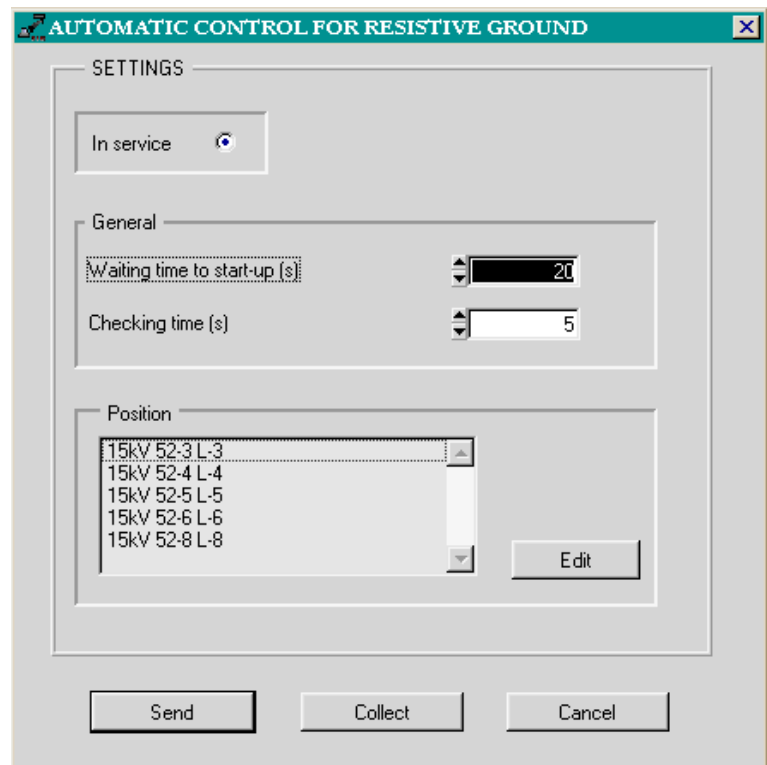 AUTOMATIC CONTROL FOR RESISTIVE GROUND
SETTINGS
In service
General
Waiting time to start-up (s)
20
Checking time (s)
5
Position
15kV 52-3 L-3
15kV 52-4 L-4
15kV 52-5 L-5
15kV 52-6 L-6
15kV 52-8 L-8
Edit
Send
Collect
Cancel